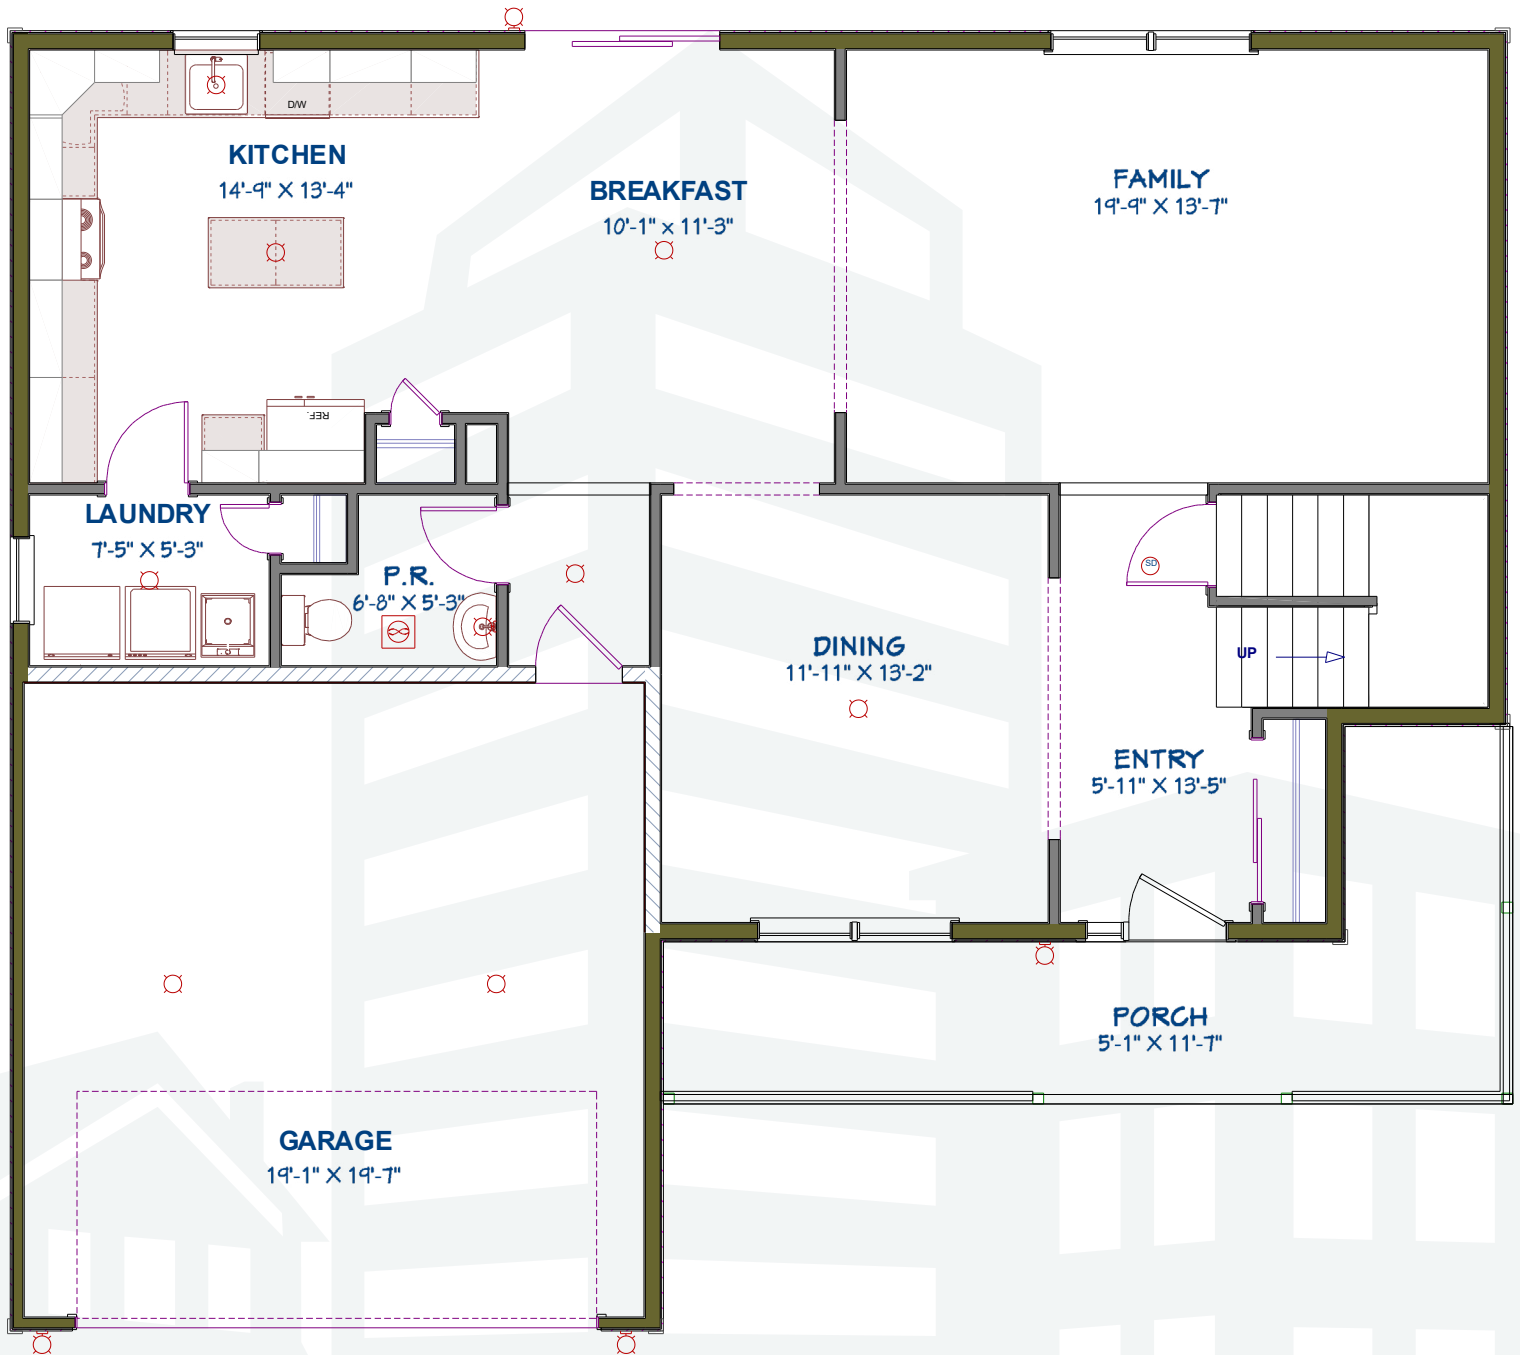 D/W
KITCHEN
14'-9" X 13'-4"
BREAKFAST
10'-1" x 11'-3"
FAMILY
19'-9" X 13'-7"
REF.
LAUNDRY
7'-5" X 5'-3"
P.R.
6'-8" X 5'-3"
SD
DINING
11'-11" X 13'-2"
UP
ENTRY
5'-11" X 13'-5"
PORCH
5'-1" X 11'-7"
GARAGE
19'-1" X 19'-7"